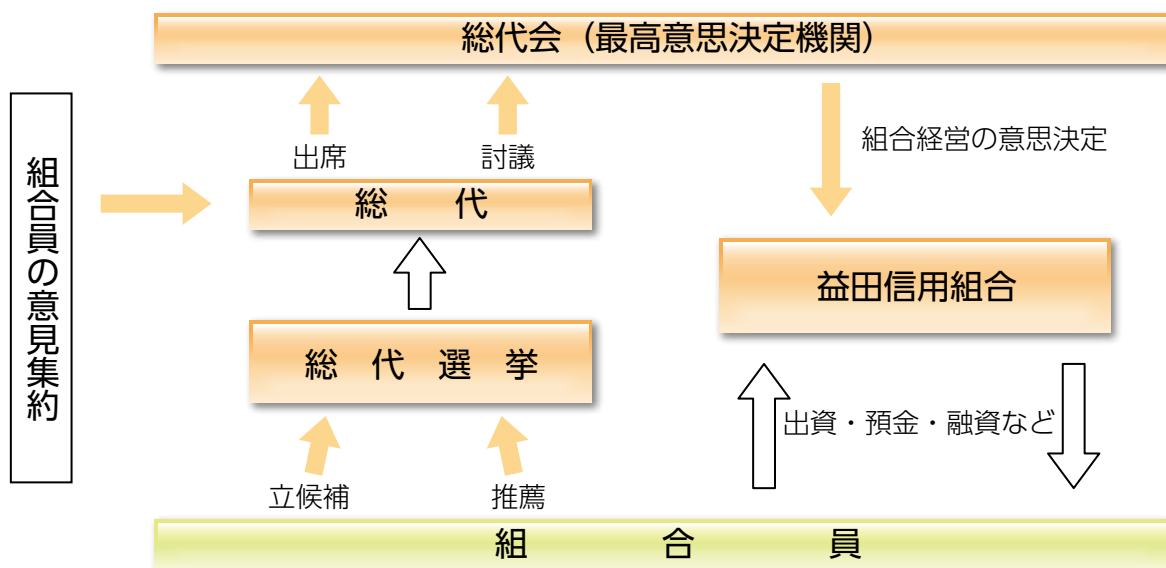 総代会（最高意思決定機関）
出席
討議
組合経営の意思決定
組合員の意見集約
総代
益田信用組合
総代選挙
出資・預金・融資など
立候補
推薦
組合員